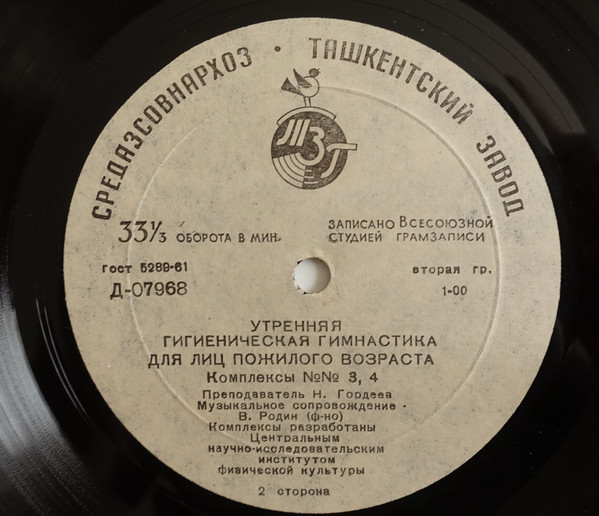 СРЕДАЗСОВНАРХОЗ • ТАШКЕНТСКИЙ ЗАВОД
ТЗГ
33⅓ ОБОРОТА В МИН.
ЗАПИСАНО ВСЕСОЮЗНОЙ
СТУДИЕЙ ГРАМЗАПИСИ
ГОСТ 5289-61
вторая гр.
Д-07968
1-00
УТРЕННЯЯ
ГИГИЕНИЧЕСКАЯ ГИМНАСТИКА
ДЛЯ ЛИЦ ПОЖИЛОГО ВОЗРАСТА
Комплексы №№ 3, 4
Преподаватель Н. Гордеев
Музыкальное сопровождение -
В. Родин (ф-но)
Комплексы разработаны
Центральным
научно-исследовательским
институтом
физической культуры
2 сторона